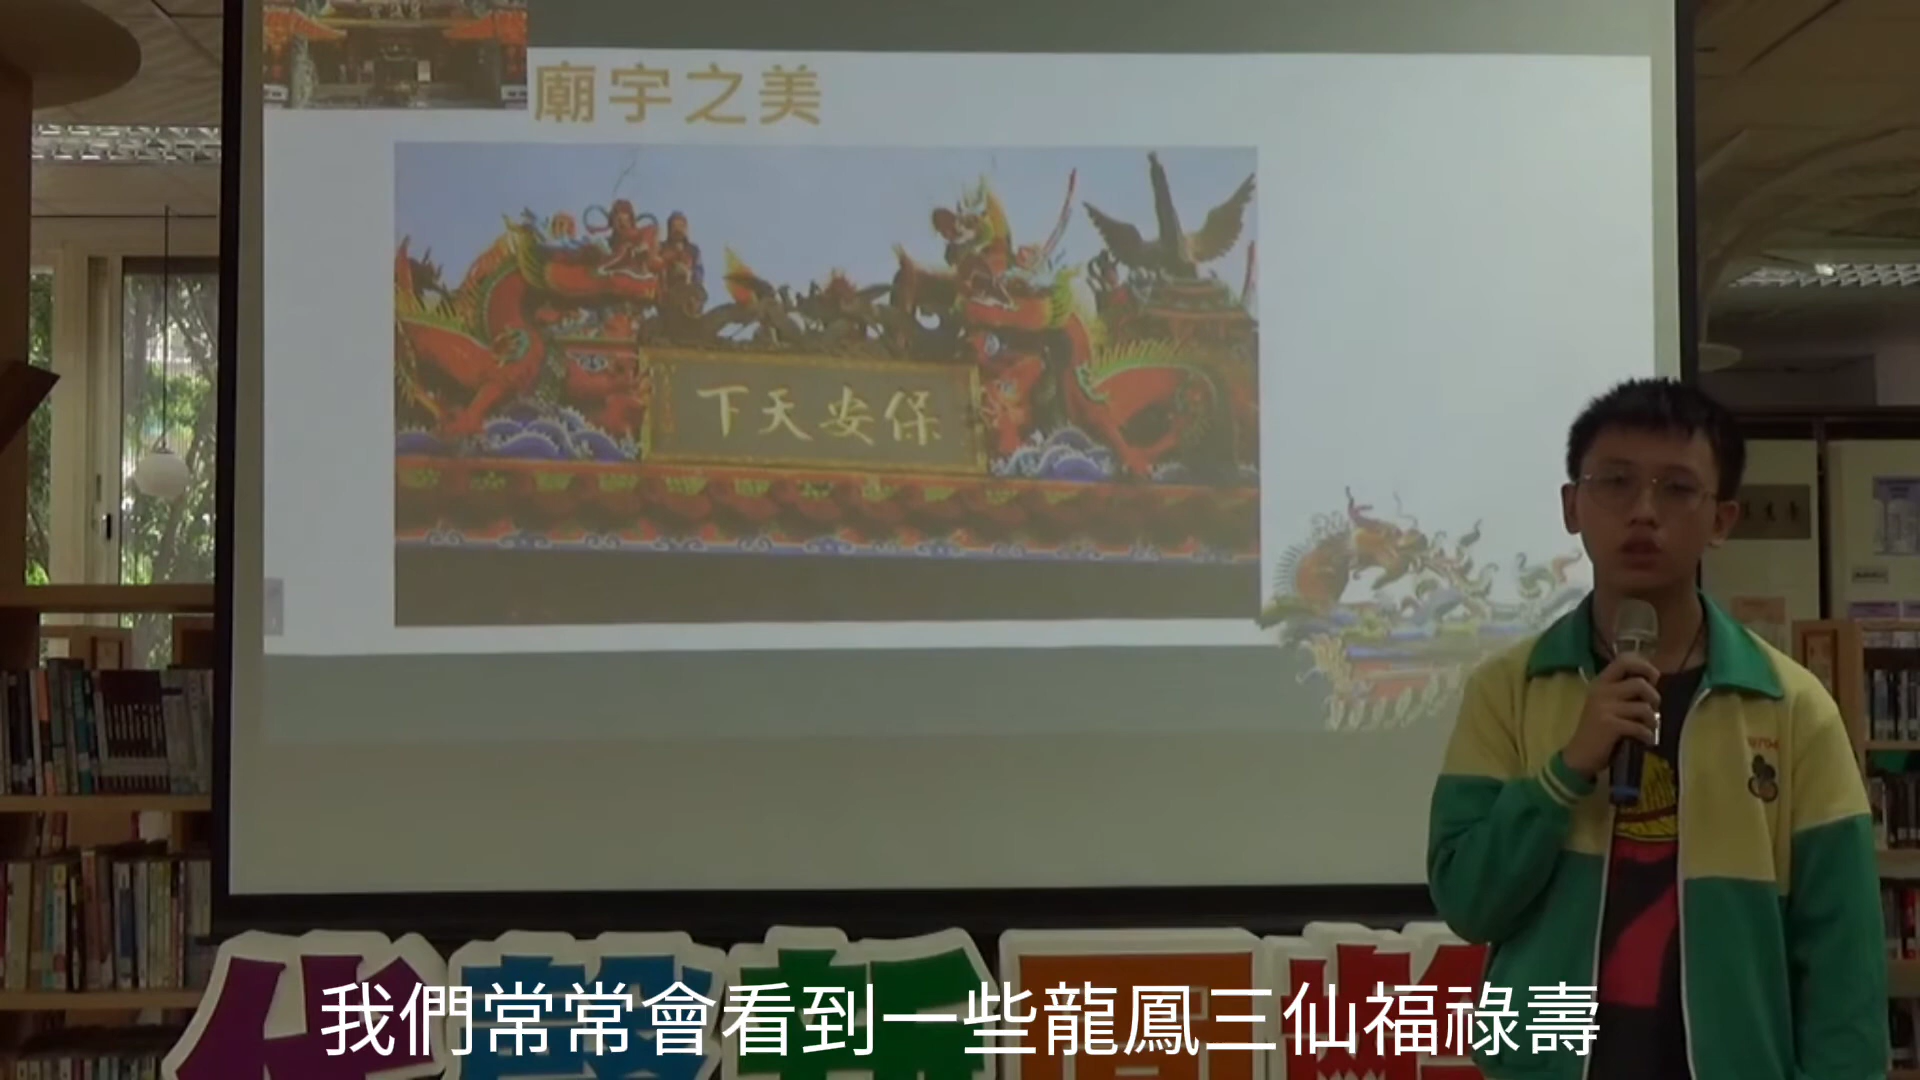 廟宇之美
下天安保
我們常常會看到一些龍鳳三仙福祿壽